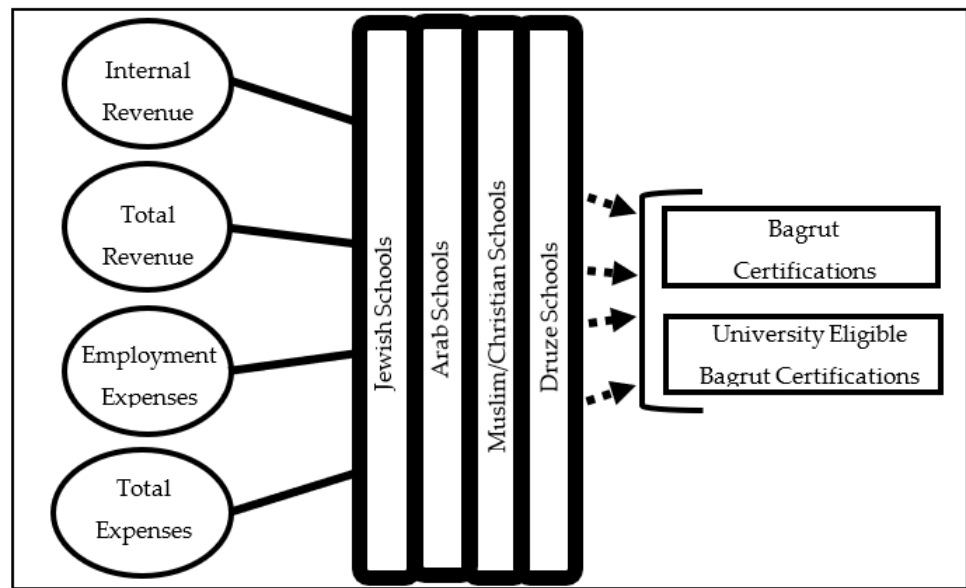 Internal
Revenue
Total
Revenue
Employment
Expenses
Total
Expenses
Jewish Schools
Arab Schools
Muslim/Christian Schools
Druze Schools
Bagrut
Certifications
University Eligible
Bagrut Certifications